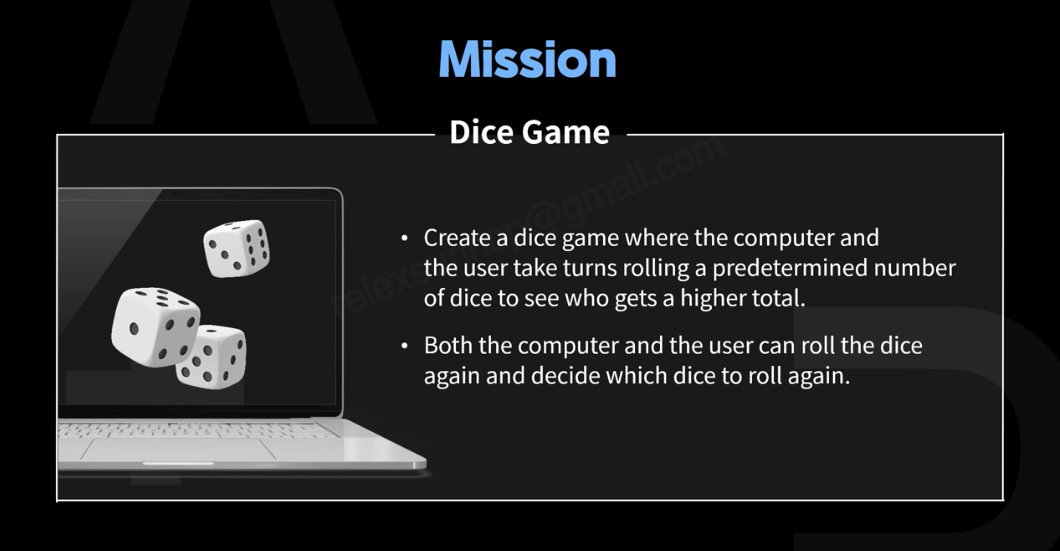 Mission
Dice Game
• Create a dice game where the computer and
the user take turns rolling a predetermined number
of dice to see who gets a higher total.
• Both the computer and the user can roll the dice
again and decide which dice to roll again.